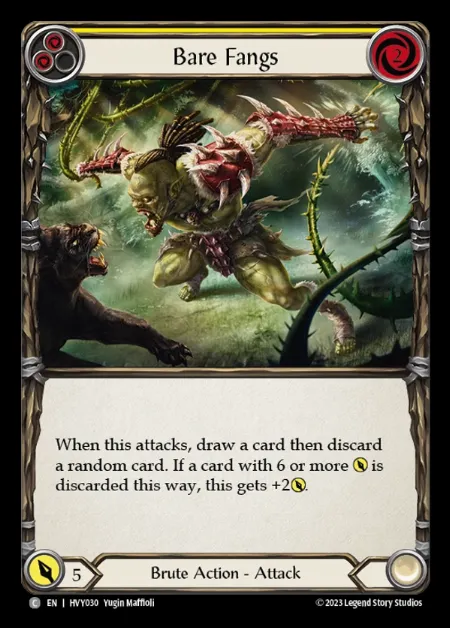 Bare Fangs
2
When this attacks, draw a card then discard
a random card. If a card with 6 or more is
discarded this way, this gets +2.
5
Brute Action - Attack
C EN | HVY030 Yugin Maffioli
© 2023 Legend Story Studios